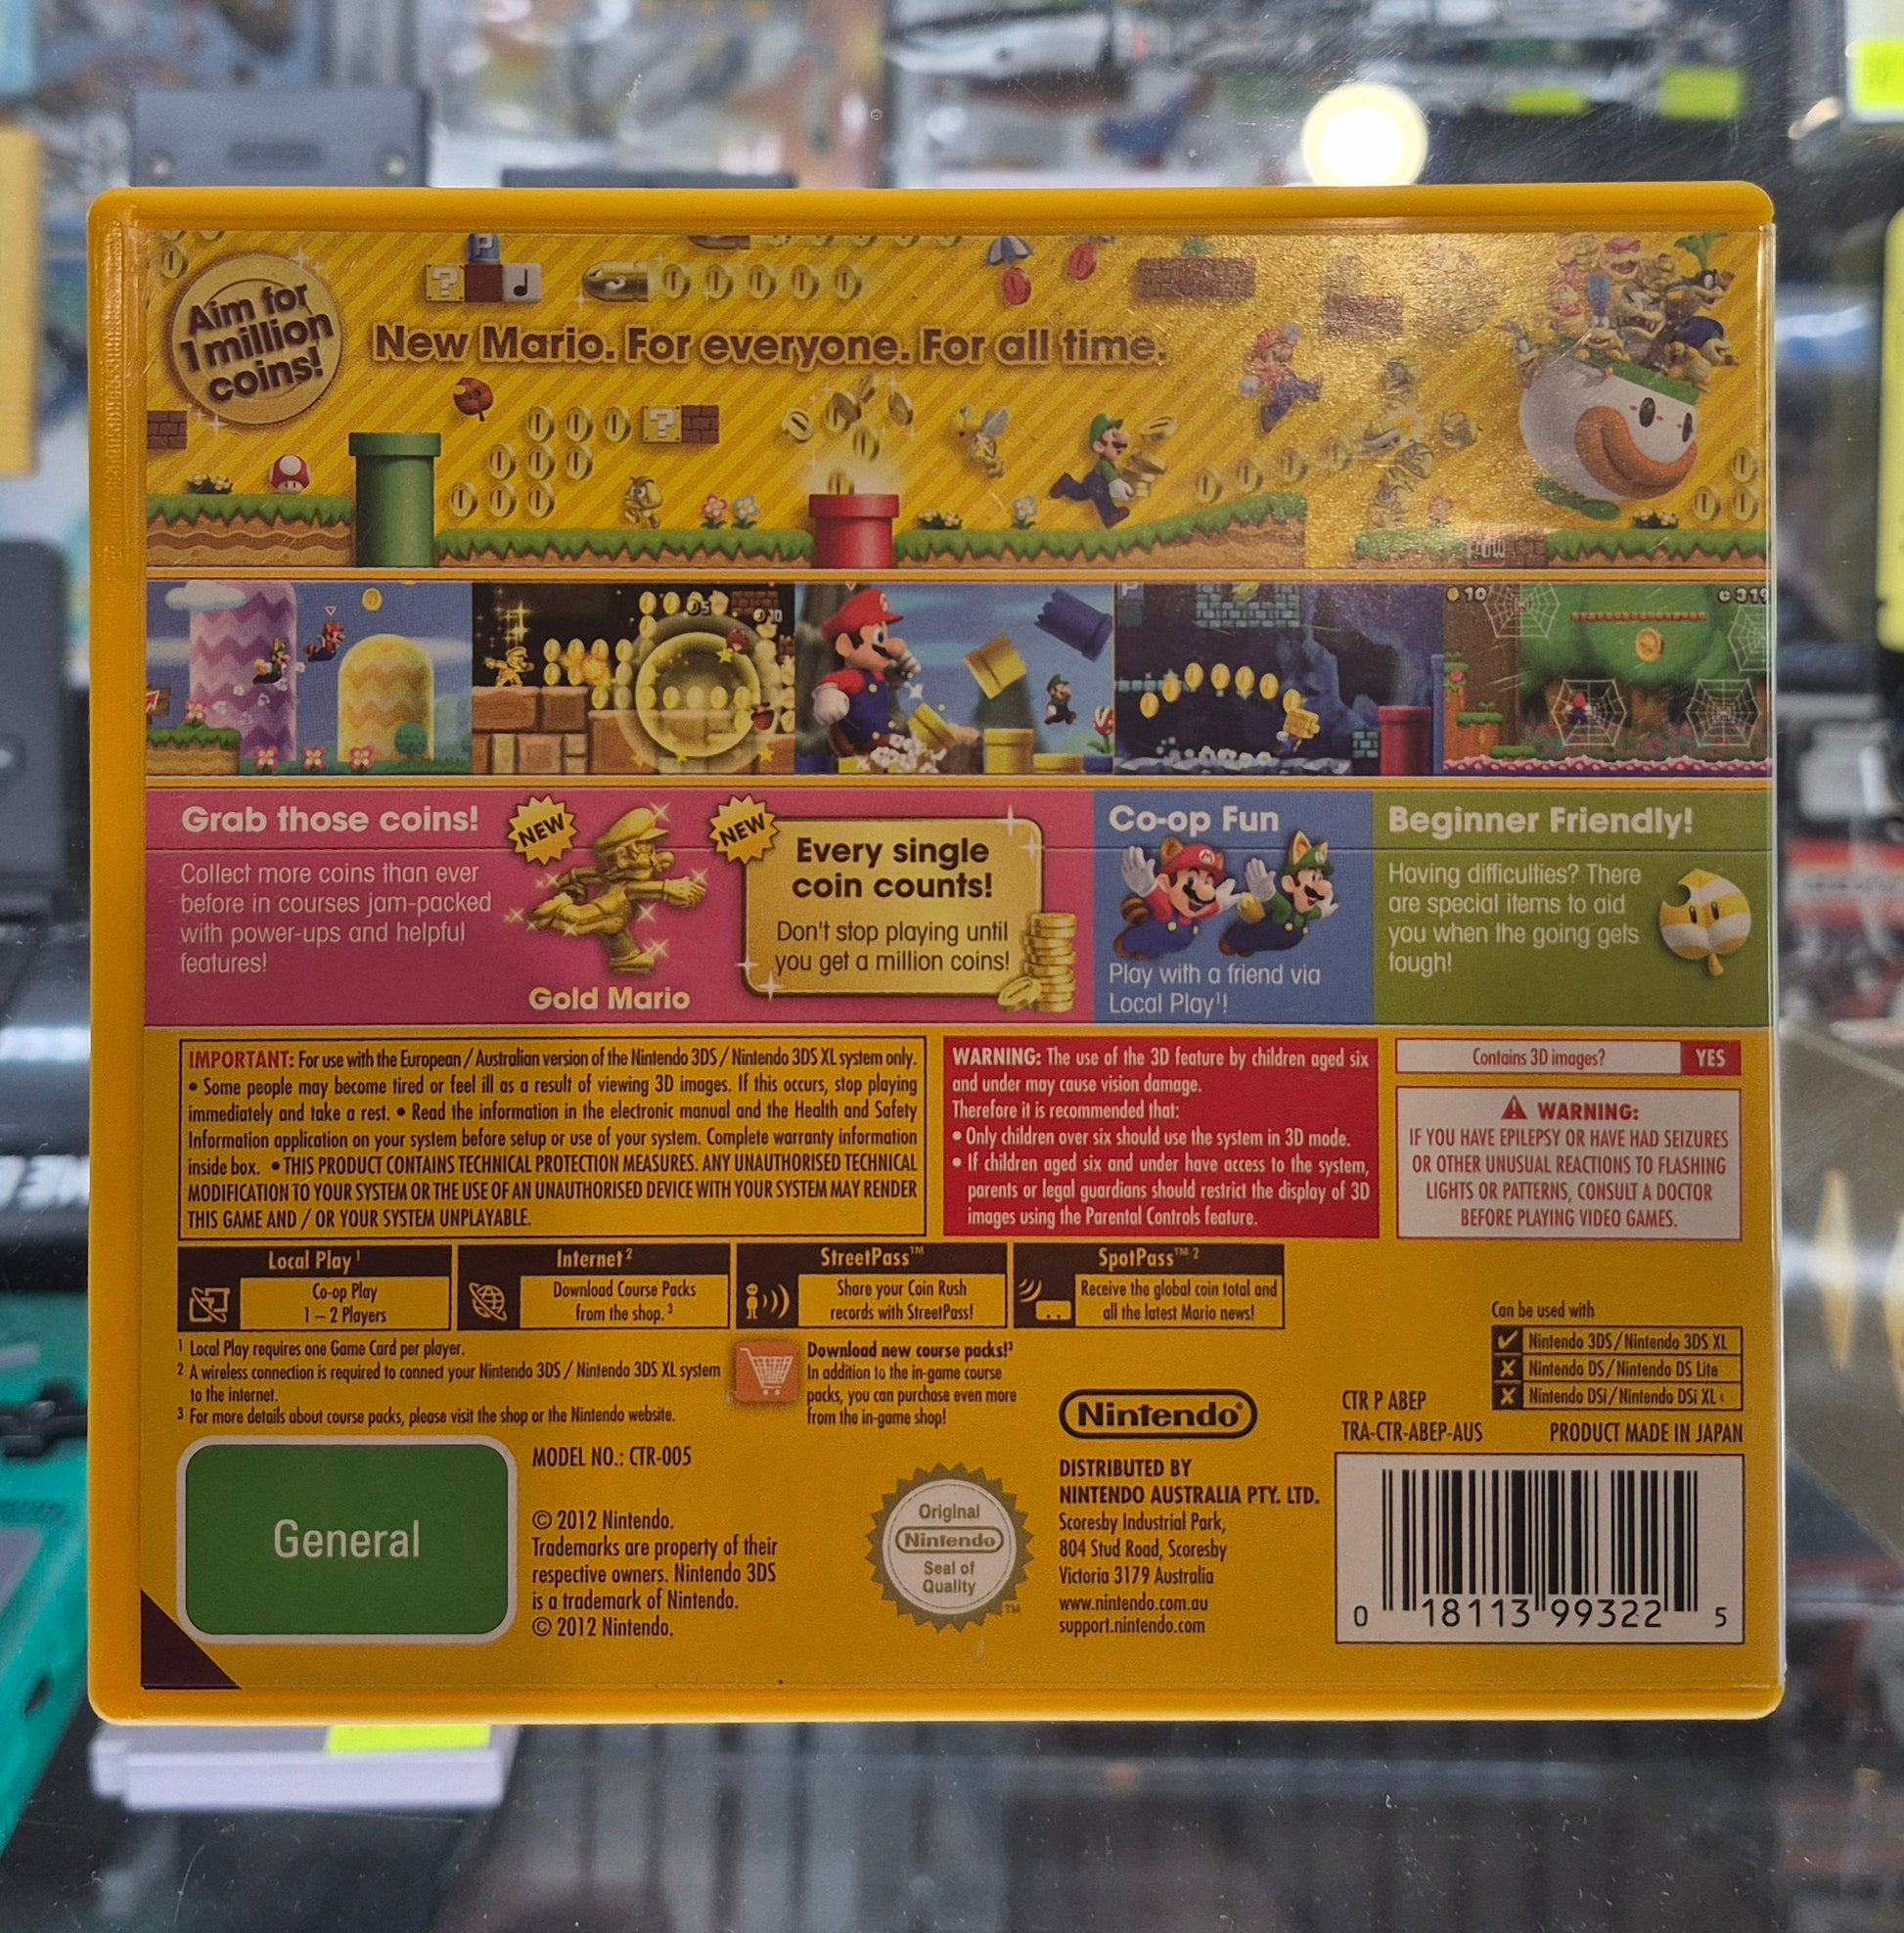 Aim for
1 million
coins!
New Mario. For everyone. For all time.
Grab those coins!
Collect more coins than ever
before in courses jam-packed
with power-ups and helpful
features!
NEW
Gold Mario
NEW
Every single
coin counts!
Don't stop playing until
you get a million coins!
Co-op Fun
Play with a friend via
Local Play¹!
Beginner Friendly!
Having difficulties? There
are special items to aid
you when the going gets
tough!
IMPORTANT: For use with the European / Australian version of the Nintendo 3DS / Nintendo 3DS XL system only.
• Some people may become tired or feel ill as a result of viewing 3D images. If this occurs, stop playing
immediately and take a rest. • Read the information in the electronic manual and the Health and Safety
Information application on your system before setup or use of your system. Complete warranty information
inside box. • THIS PRODUCT CONTAINS TECHNICAL PROTECTION MEASURES. ANY UNAUTHORISED TECHNICAL
MODIFICATION TO YOUR SYSTEM OR THE USE OF AN UNAUTHORISED DEVICE WITH YOUR SYSTEM MAY RENDER
THIS GAME AND / OR YOUR SYSTEM UNPLAYABLE.
WARNING: The use of the 3D feature by children aged six
and under may cause vision damage.
Therefore it is recommended that:
• Only children over six should use the system in 3D mode.
• If children aged six and under have access to the system,
parents or legal guardians should restrict the display of 3D
images using the Parental Controls feature.
Contains 3D images? YES
WARNING:
IF YOU HAVE EPILEPSY OR HAVE HAD SEIZURES
OR OTHER UNUSUAL REACTIONS TO FLASHING
LIGHTS OR PATTERNS, CONSULT A DOCTOR
BEFORE PLAYING VIDEO GAMES.
Local Play ¹
Co-op Play
1 – 2 Players
Internet ²
Download Course Packs
from the shop. ³
StreetPass™
Share your Coin Rush
records with StreetPass!
SpotPass™ ²
Receive the global coin total and
all the latest Mario news!
¹ Local Play requires one Game Card per player.
² A wireless connection is required to connect your Nintendo 3DS / Nintendo 3DS XL system
to the internet.
³ For more details about course packs, please visit the shop or the Nintendo website.
Download new course packs!³
In addition to the in-game course
packs, you can purchase even more
from the in-game shop!
Can be used with
Nintendo 3DS / Nintendo 3DS XL
Nintendo DS / Nintendo DS Lite
Nintendo DSi / Nintendo DSi XL
CTR P ABEP
TRA-CTR-ABEP-AUS
PRODUCT MADE IN JAPAN
General
MODEL NO.: CTR-005
© 2012 Nintendo.
Trademarks are property of their
respective owners. Nintendo 3DS
is a trademark of Nintendo.
© 2012 Nintendo.
Original
Nintendo
Seal of
Quality
TM
Nintendo®
DISTRIBUTED BY
NINTENDO AUSTRALIA PTY. LTD.
Scoresby Industrial Park,
804 Stud Road, Scoresby
Victoria 3179 Australia
www.nintendo.com.au
support.nintendo.com
0 18113 99322 5